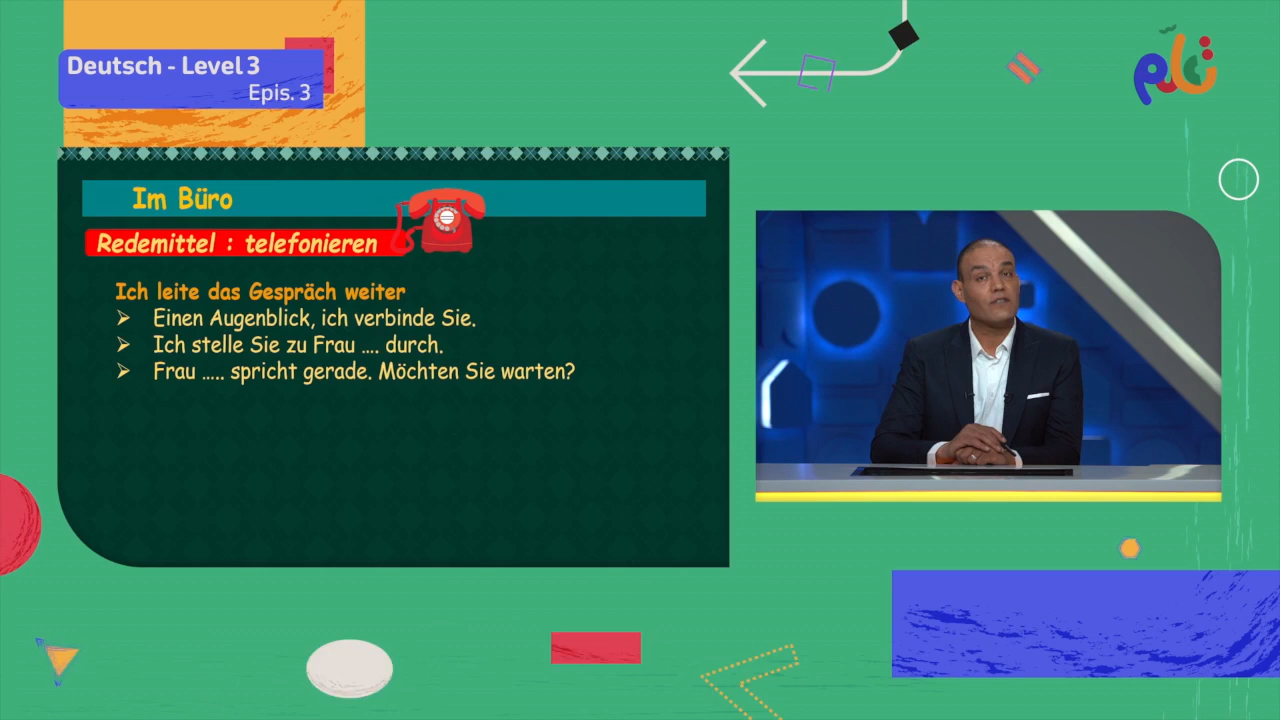 Deutsch - Level 3
Epis. 3
Im Büro
Redemittel : telefonieren
Ich leite das Gespräch weiter
➢ Einen Augenblick, ich verbinde Sie.
➢ Ich stelle Sie zu Frau .... durch.
➢ Frau ..... spricht gerade. Möchten Sie warten?